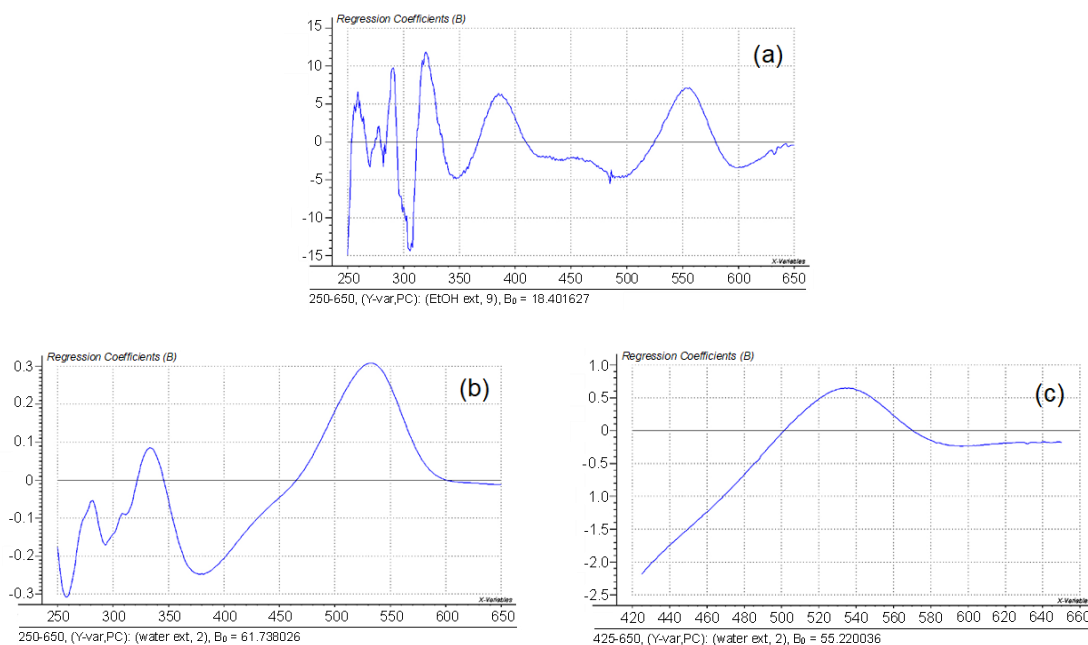 Regression Coefficients (B)
(a)
15
10
5
0
-5
-10
-15
X-Variables
250 300 350 400 450 500 550 600 650
250-650, (Y-var,PC): (EtOH ext, 9), B0 = 18.401627
Regression Coefficients (B)
(b)
0.3
0.2
0.1
0
-0.1
-0.2
-0.3
X-Variables
250 300 350 400 450 500 550 600 650
250-650, (Y-var,PC): (water ext, 2), B0 = 61.738026
Regression Coefficients (B)
(c)
1.0
0.5
0
-0.5
-1.0
-1.5
-2.0
-2.5
X-Variables
420 440 460 480 500 520 540 560 580 600 620 640 660
425-650, (Y-var,PC): (water ext, 2), B0 = 55.220036